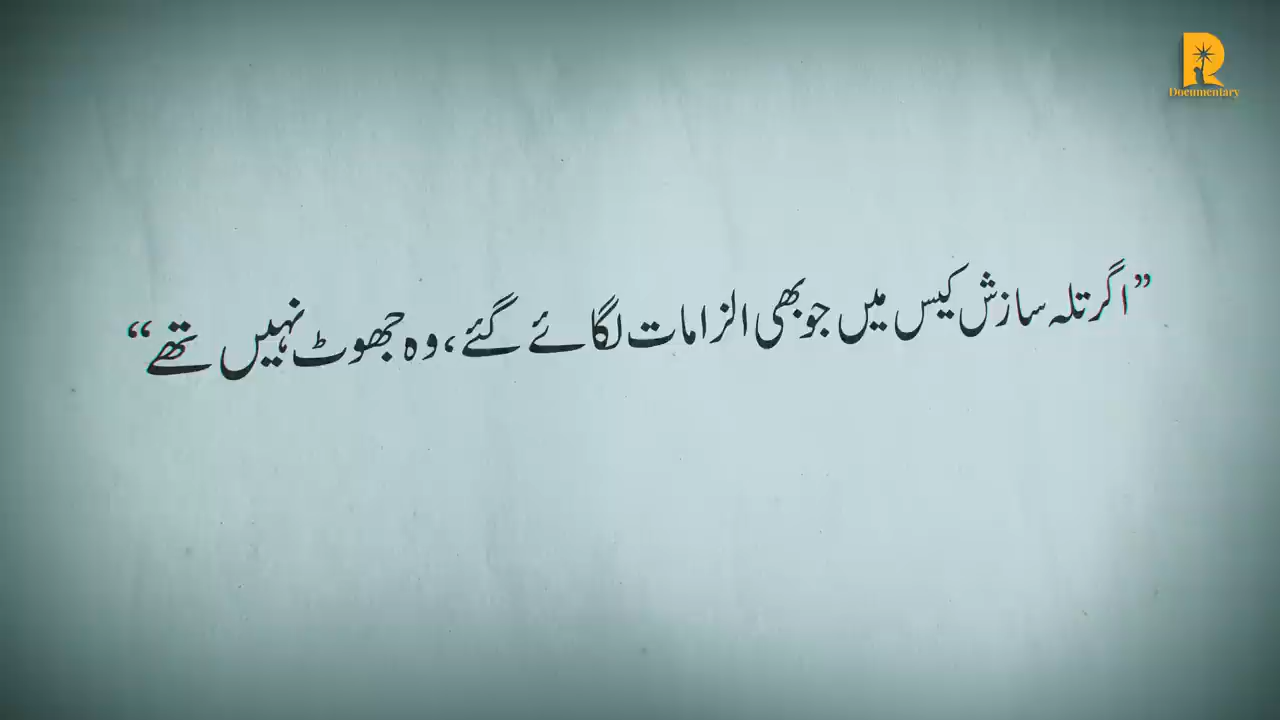 Documentary
”اگرتلہ سازش کیس میں جو بھی الزامات لگائے گئے، وہ جھوٹ نہیں تھے“